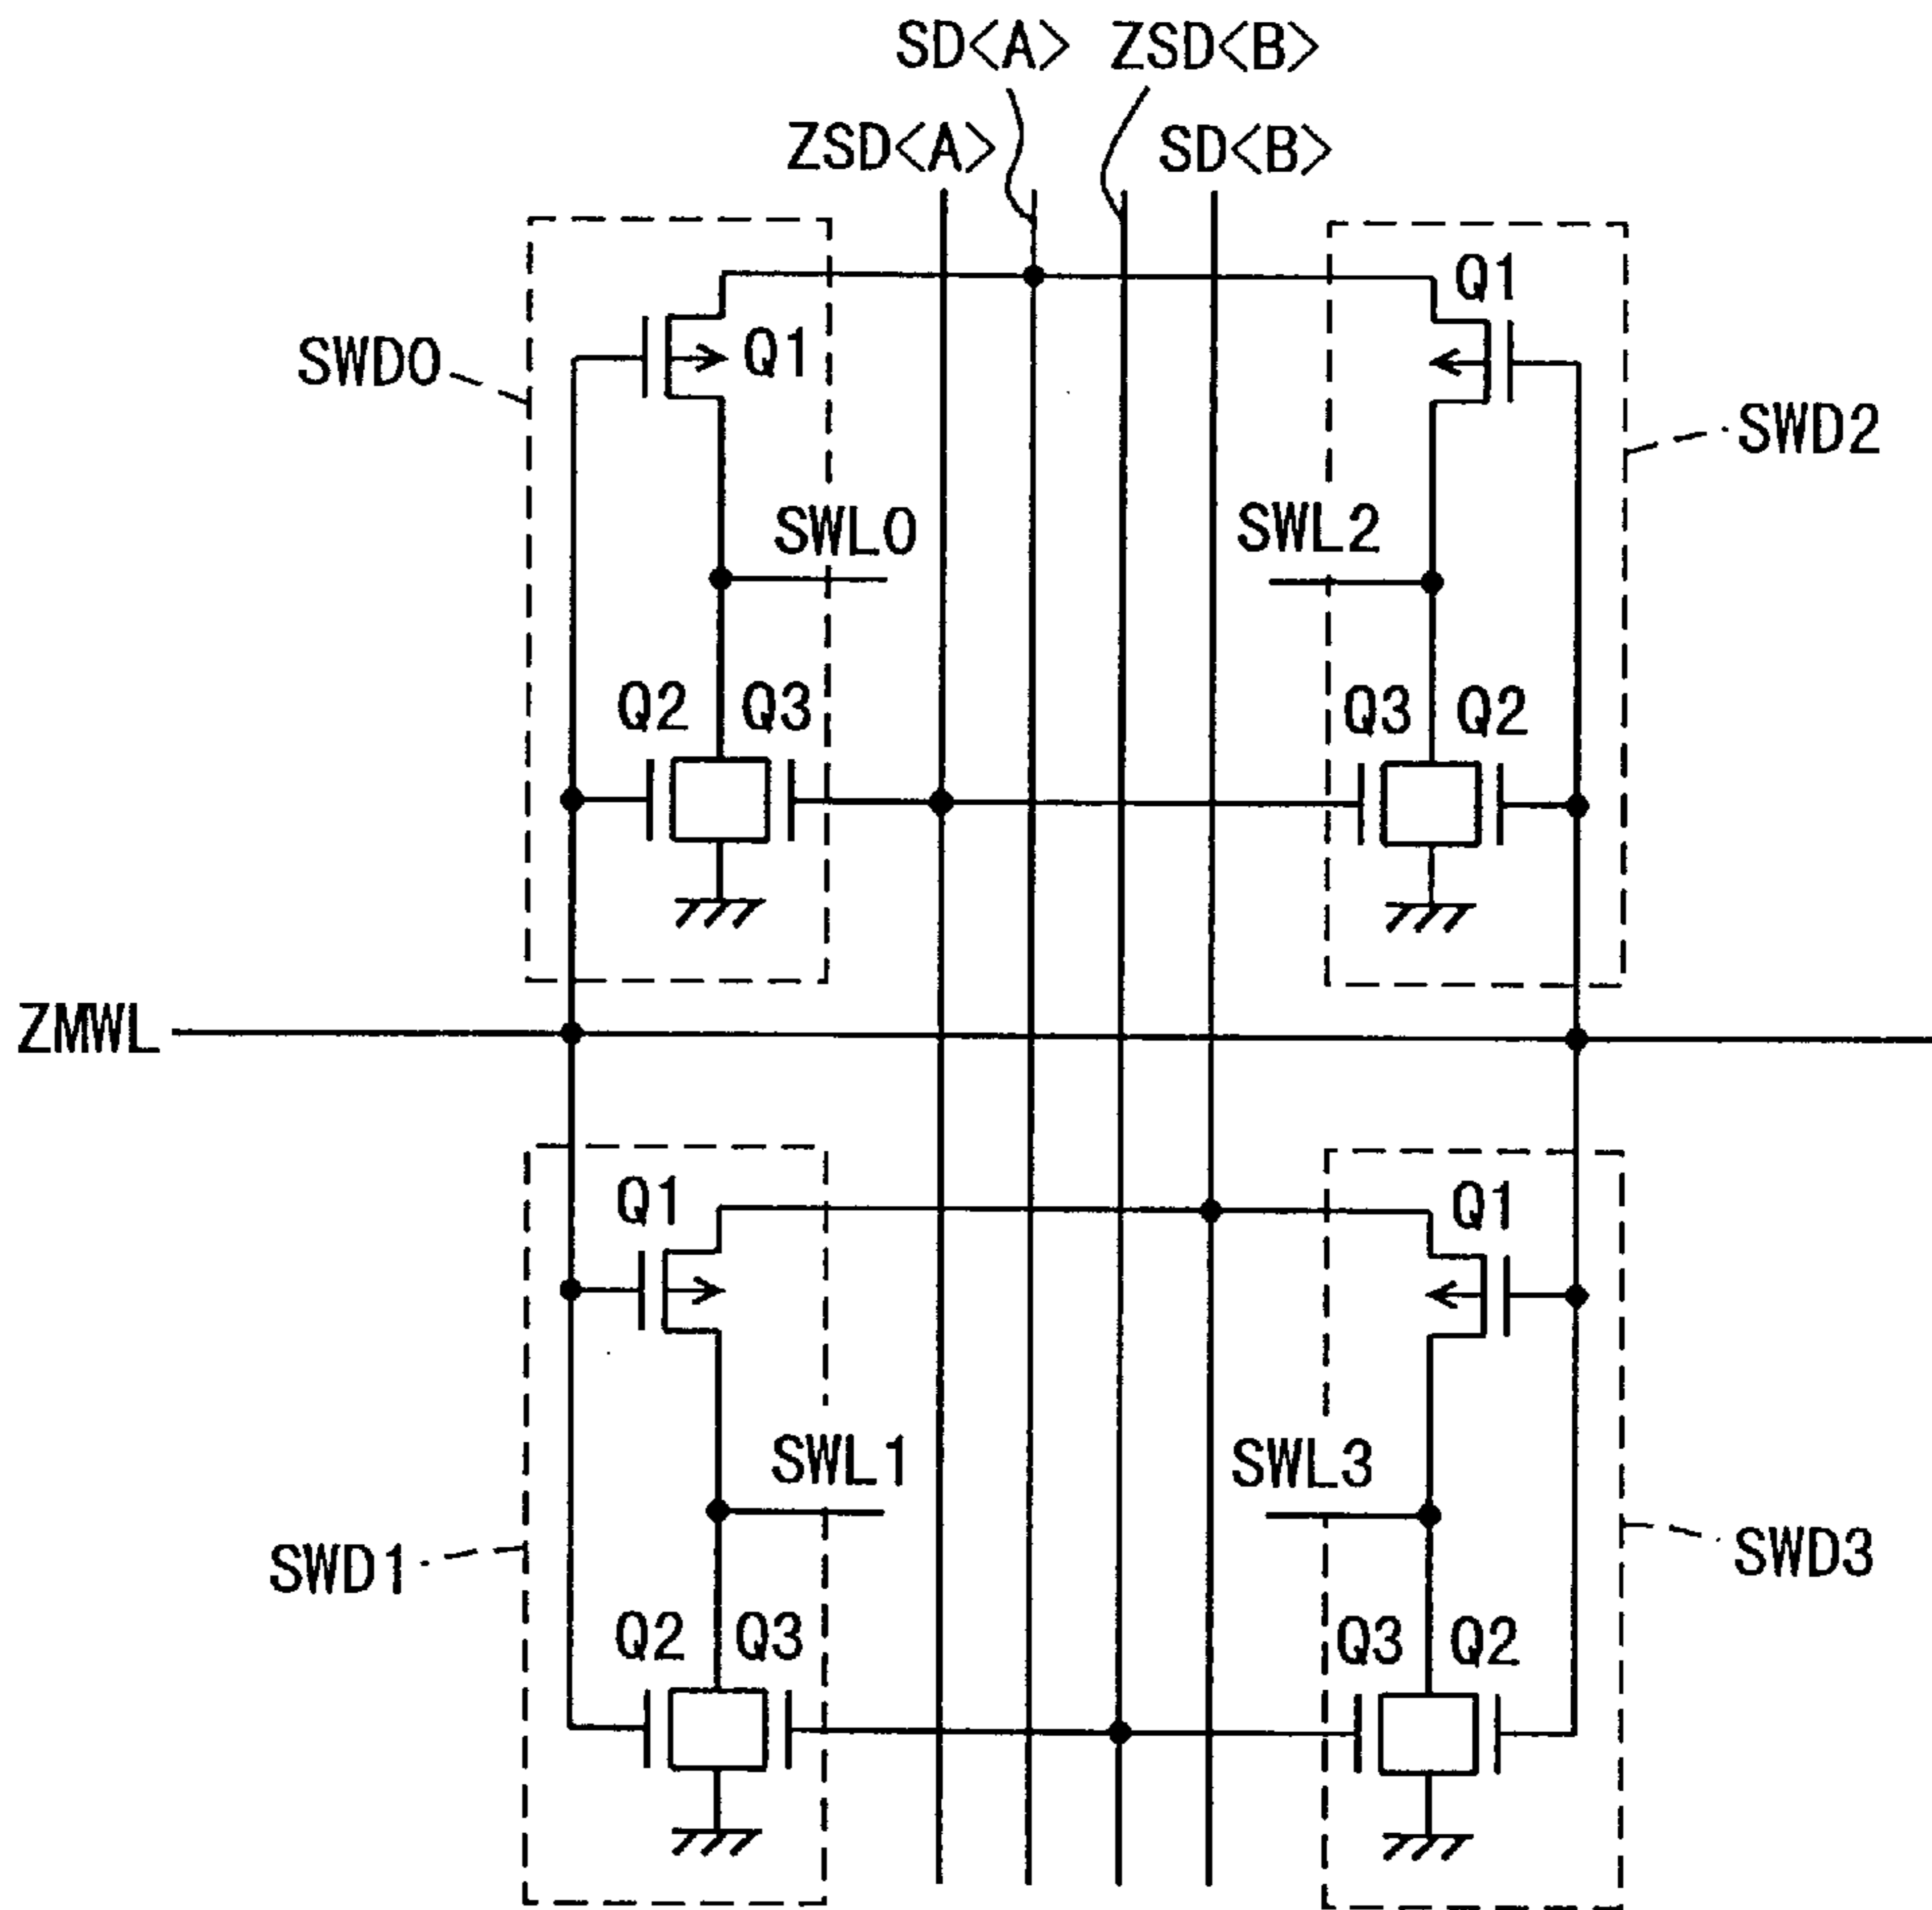 SD<A> ZSD<B>
ZSD<A> SD<B>
Q1
SWD0 Q1
SWD2
SWL0 SWL2
Q2 Q3 Q3 Q2
ZMWL
Q1 Q1
SWL1 SWL3
SWD1 SWD3
Q2 Q3 Q3 Q2